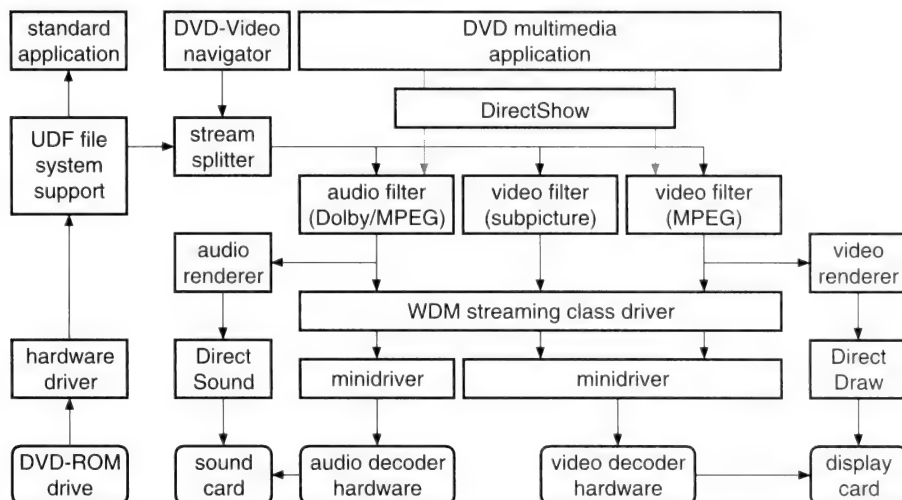 standard
application
DVD-Video
navigator
DVD multimedia
application
DirectShow
UDF file
system
support
stream
splitter
audio filter
(Dolby/MPEG)
video filter
(subpicture)
video filter
(MPEG)
audio
renderer
video
renderer
WDM streaming class driver
hardware
driver
Direct
Sound
minidriver
minidriver
Direct
Draw
DVD-ROM
drive
sound
card
audio decoder
hardware
video decoder
hardware
display
card